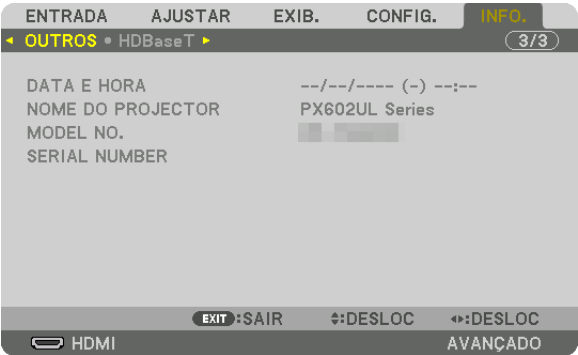 ENTRADA AJUSTAR EXIB. CONFIG. INFO.
OUTROS • HDBaseT 3/3
DATA E HORA --/--/---- (-) --:--
NOME DO PROJECTOR PX602UL Series
MODEL NO.
SERIAL NUMBER
EXIT :SAIR :DESLOC :DESLOC
HDMI AVANÇADO